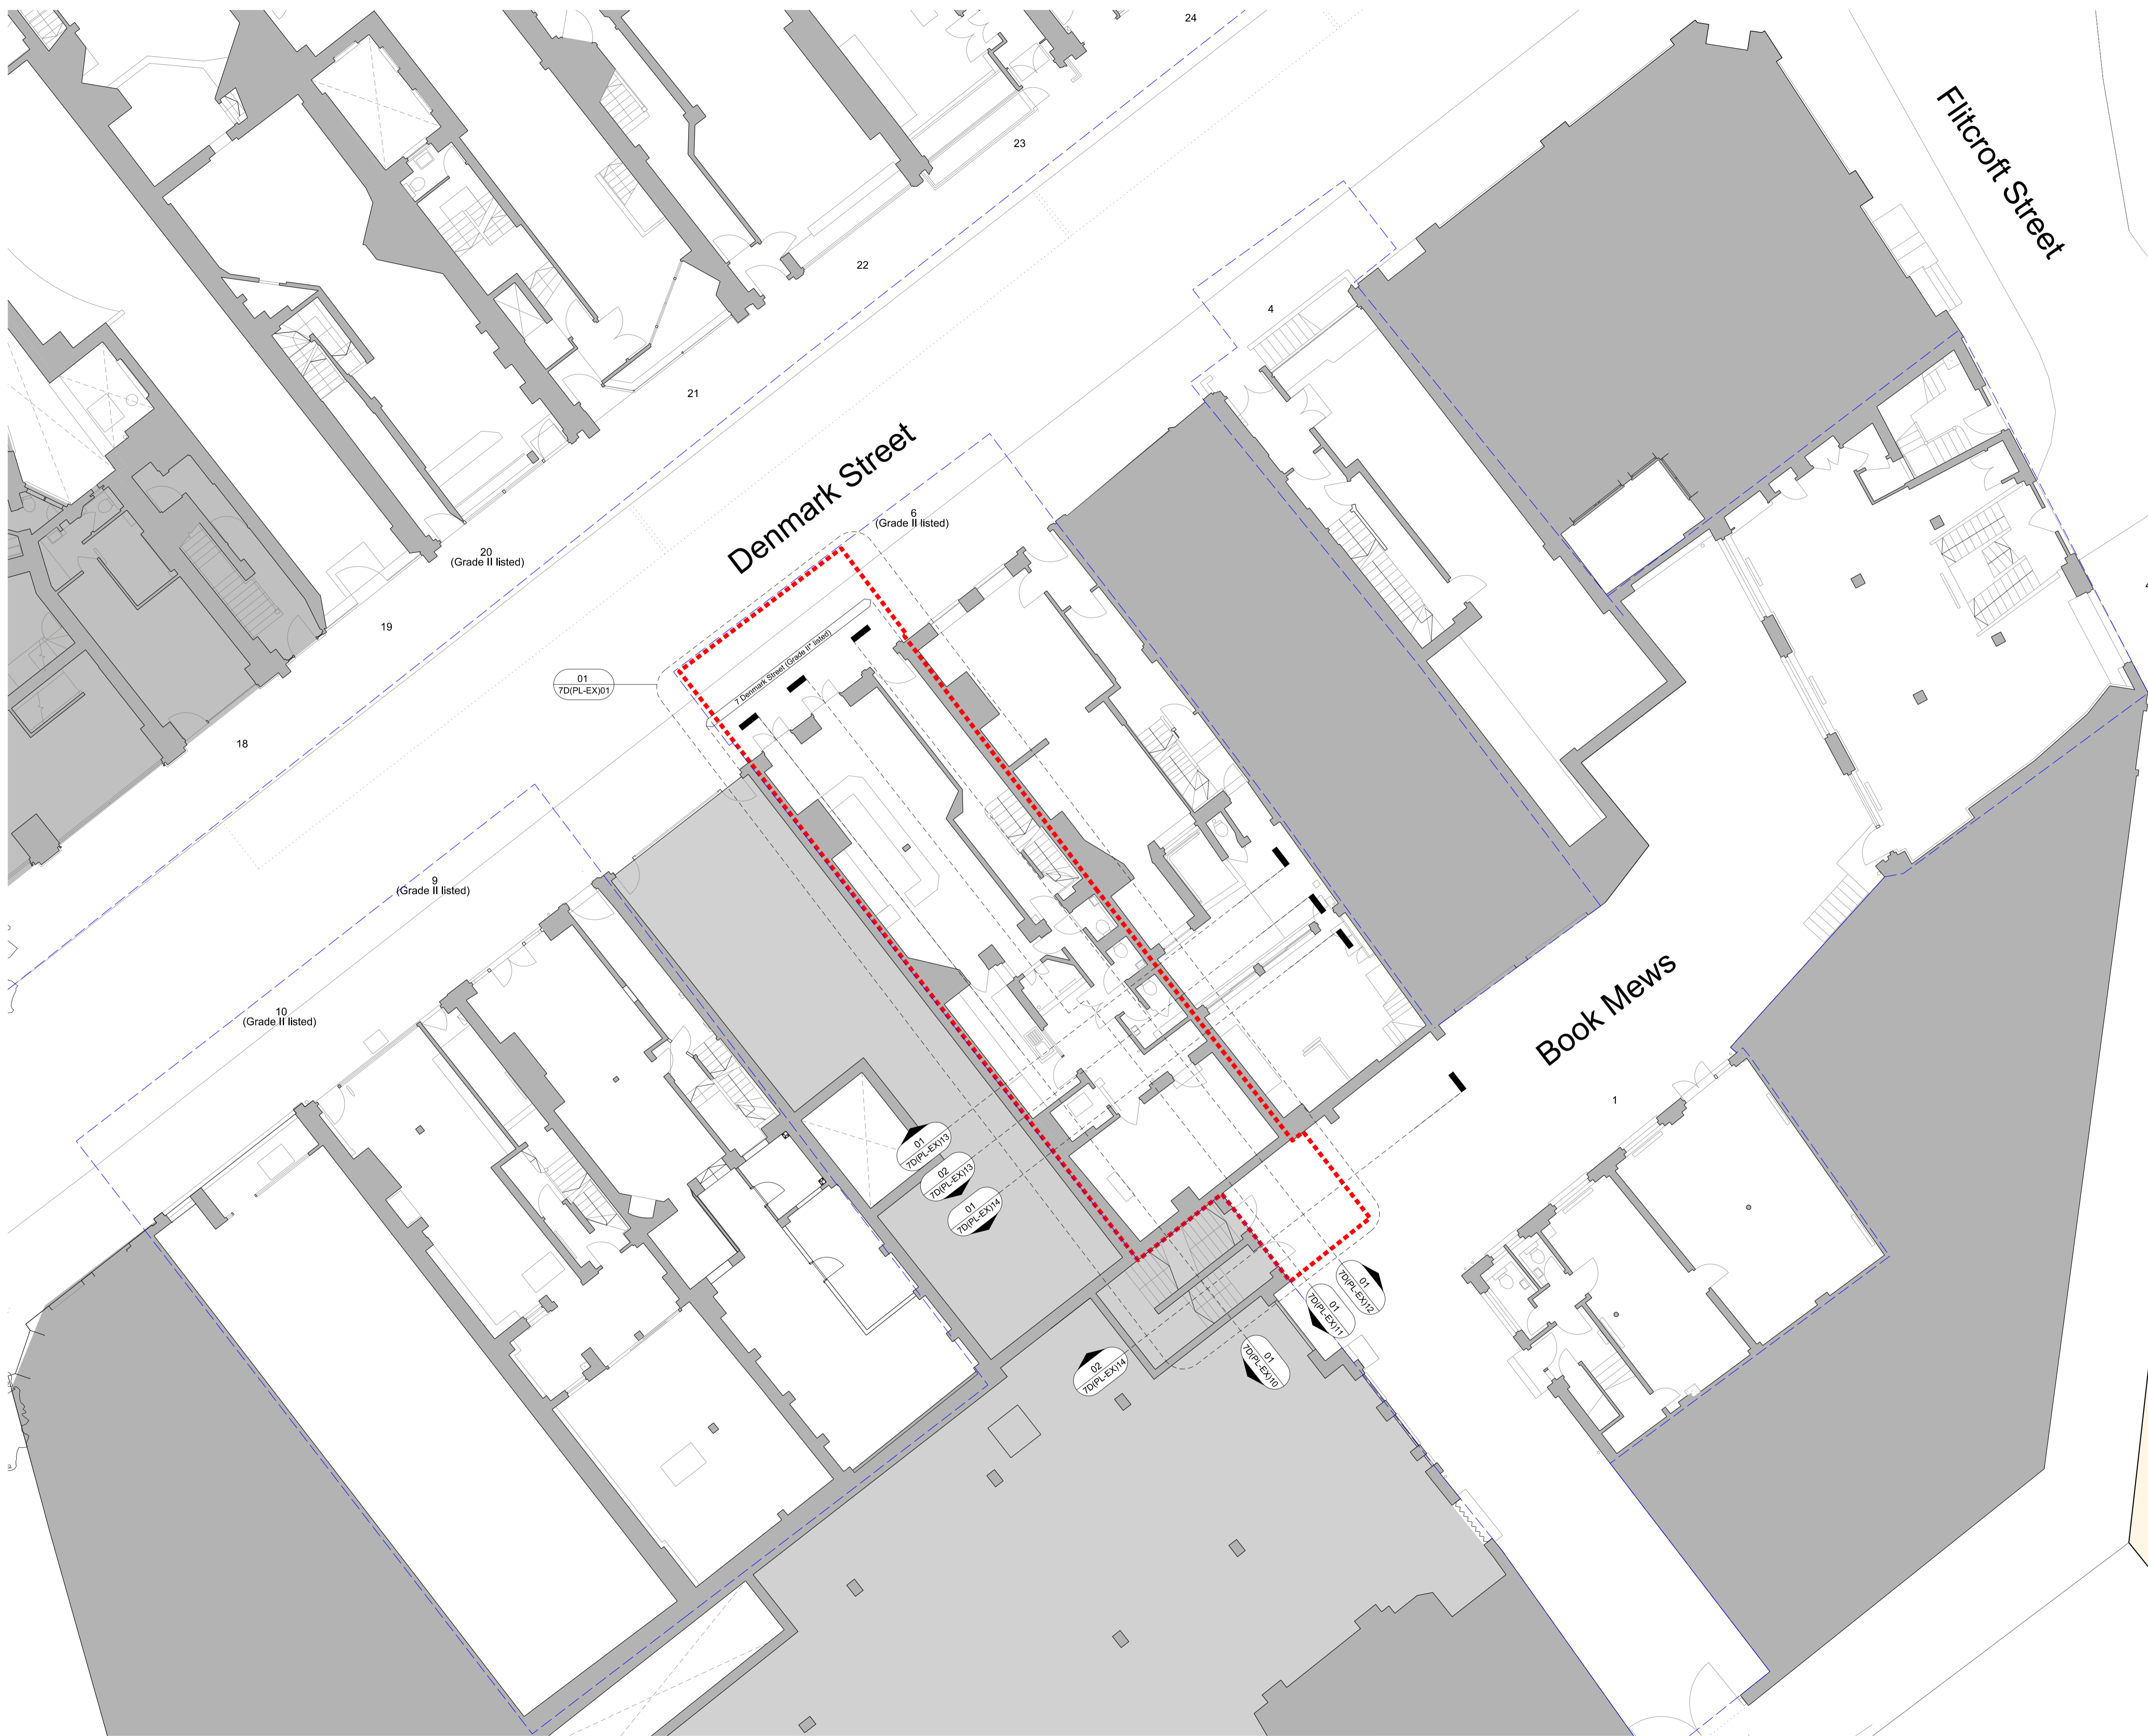 24
Flitcroft Street
23
22
4
21
Denmark Street
6
(Grade II listed)
20
(Grade II listed)
19
7 Denmark Street (Grade II* listed)
01
7D(PL-EX)01
18
9
(Grade II listed)
10
(Grade II listed)
Book Mews
1
01
7D(PL-EX)13
02
7D(PL-EX)13
01
7D(PL-EX)14
01
7D(PL-EX)12
01
7D(PL-EX)11
01
7D(PL-EX)10
02
7D(PL-EX)14